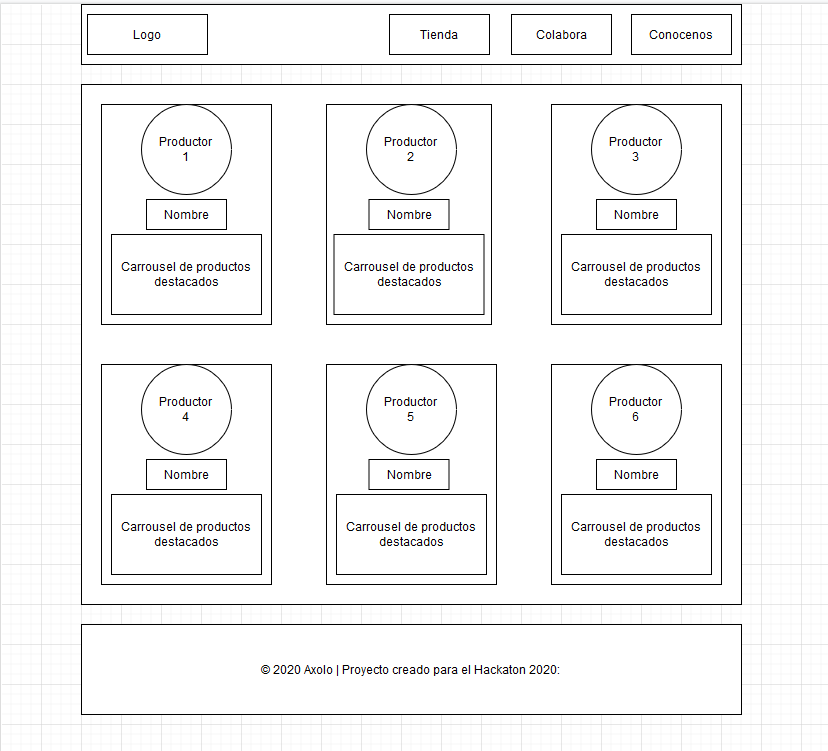 Logo
Tienda
Colabora
Conocenos
Productor
1
Productor
2
Productor
3
Nombre
Nombre
Nombre
Carrousel de productos
destacados
Carrousel de productos
destacados
Carrousel de productos
destacados
Productor
4
Productor
5
Productor
6
Nombre
Nombre
Nombre
Carrousel de productos
destacados
Carrousel de productos
destacados
Carrousel de productos
destacados
© 2020 Axolo | Proyecto creado para el Hackaton 2020: